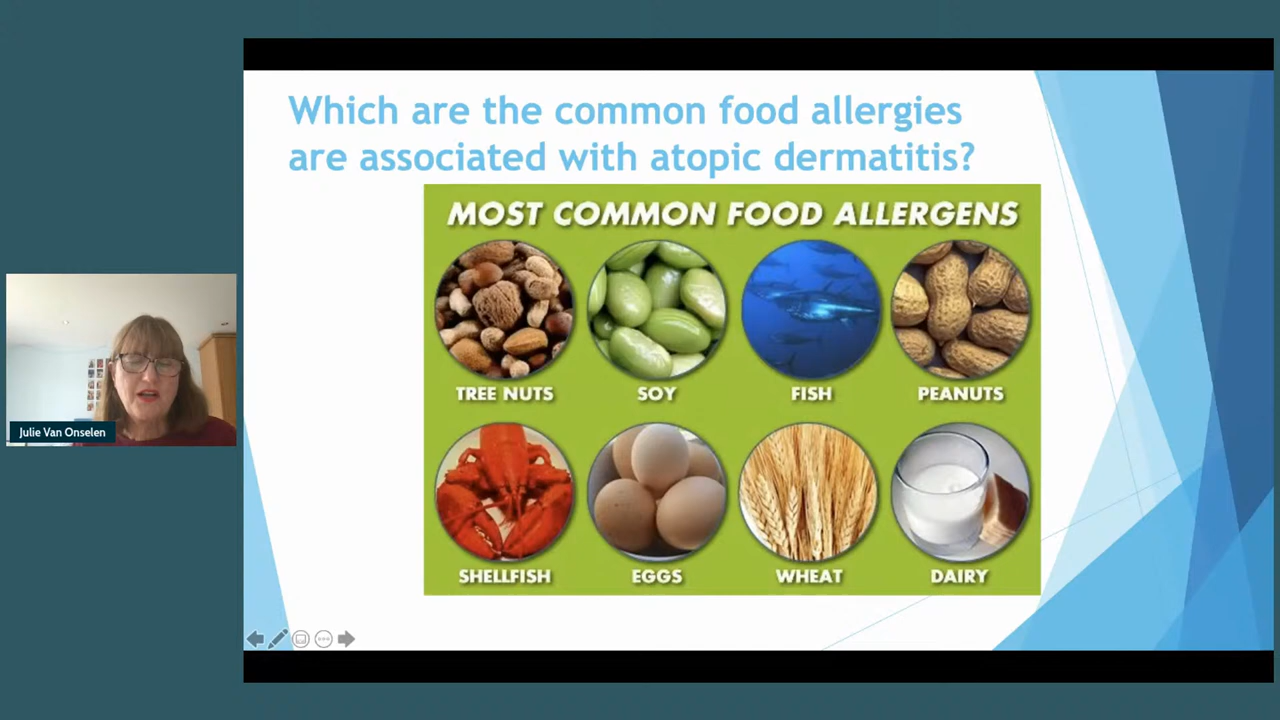 Which are the common food allergies
are associated with atopic dermatitis?
MOST COMMON FOOD ALLERGENS
TREE NUTS
SOY
FISH
PEANUTS
SHELLFISH
EGGS
WHEAT
DAIRY
Julie Van Onselen